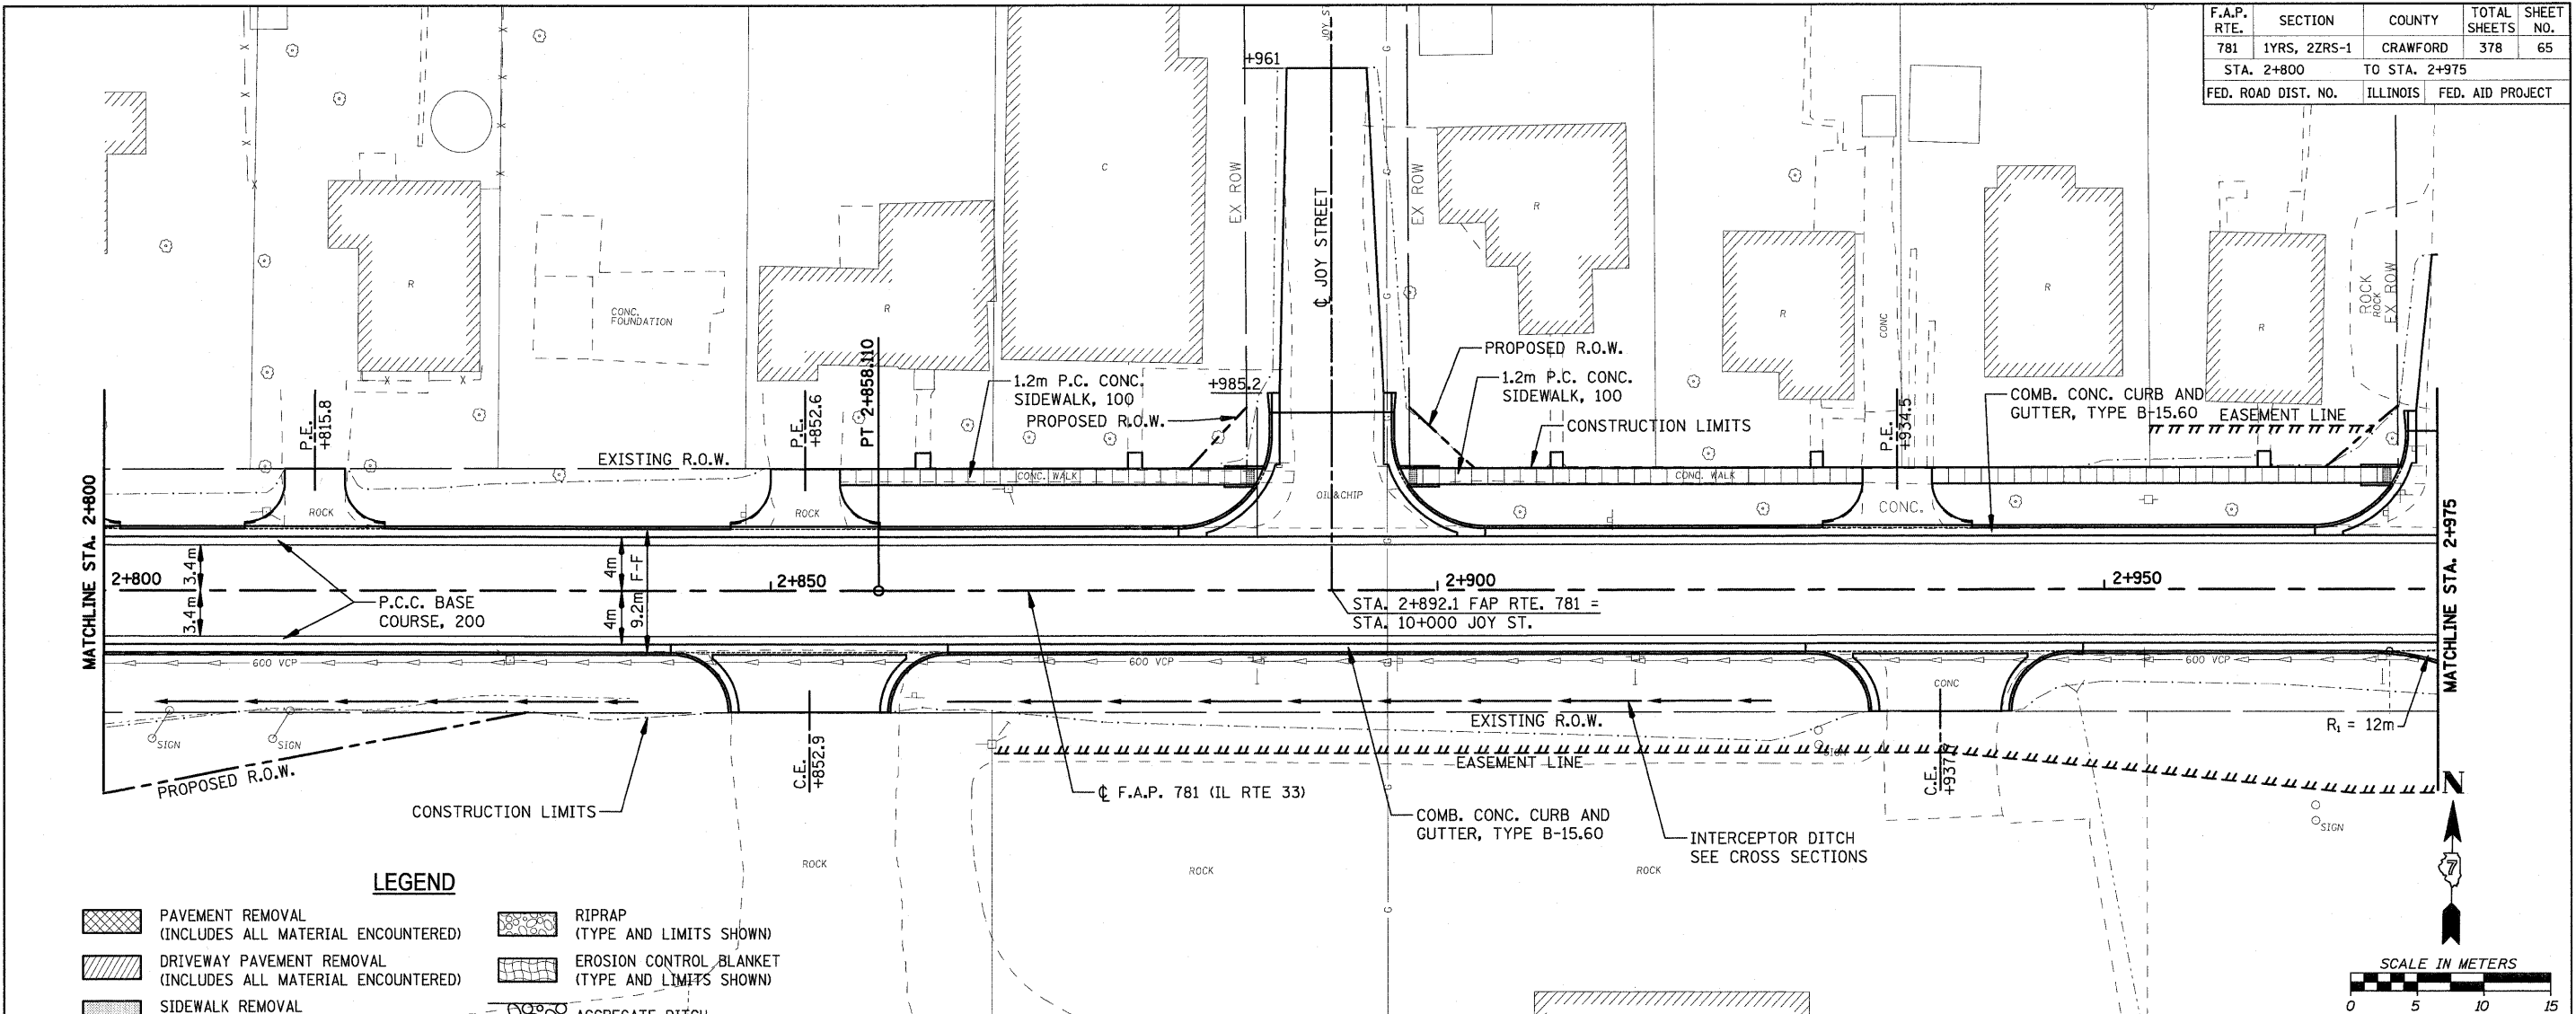 F.A.P. RTE. SECTION COUNTY TOTAL SHEETS SHEET NO.
781 1YRS, 2ZRS-1 CRAWFORD 378 65
STA. 2+800 TO STA. 2+975
FED. ROAD DIST. NO. ILLINOIS FED. AID PROJECT
+961
EX ROW
℄ JOY STREET
EX ROW
C
R
R
R
R
R
R
CONC. FOUNDATION
CONC
ROCK
ROCK
EX ROW
PT 2+858.110
+985.2
1.2m P.C. CONC.
SIDEWALK, 100
PROPOSED R.O.W.
PROPOSED R.O.W.
1.2m P.C. CONC.
SIDEWALK, 100
CONSTRUCTION LIMITS
COMB. CONC. CURB AND
GUTTER, TYPE B-15.60
EASEMENT LINE
P.E.
+815.8
P.E.
+852.6
P.E.
+934.5
EXISTING R.O.W.
CONC. WALK
CONC. WALK
ROCK
ROCK
OIL&CHIP
CONC.
MATCHLINE STA. 2+800
MATCHLINE STA. 2+975
3.4m
3.4m
4m
4m
9.2m F-F
2+800
2+850
2+900
2+950
P.C.C. BASE
COURSE, 200
STA. 2+892.1 FAP RTE. 781 =
STA. 10+000 JOY ST.
600 VCP
600 VCP
600 VCP
CONC
SIGN
SIGN
PROPOSED R.O.W.
CONSTRUCTION LIMITS
C.E.
+852.9
EXISTING R.O.W.
EASEMENT LINE
SIGN
C.E.
R₁ = 12m
℄ F.A.P. 781 (IL RTE 33)
COMB. CONC. CURB AND
GUTTER, TYPE B-15.60
INTERCEPTOR DITCH
SEE CROSS SECTIONS
SIGN
ROCK
ROCK
ROCK
G
G
G
N
7
LEGEND
PAVEMENT REMOVAL
(INCLUDES ALL MATERIAL ENCOUNTERED)
DRIVEWAY PAVEMENT REMOVAL
(INCLUDES ALL MATERIAL ENCOUNTERED)
SIDEWALK REMOVAL
RIPRAP
(TYPE AND LIMITS SHOWN)
EROSION CONTROL BLANKET
(TYPE AND LIMITS SHOWN)
AGGREGATE DITCH
SCALE IN METERS
0 5 10 15